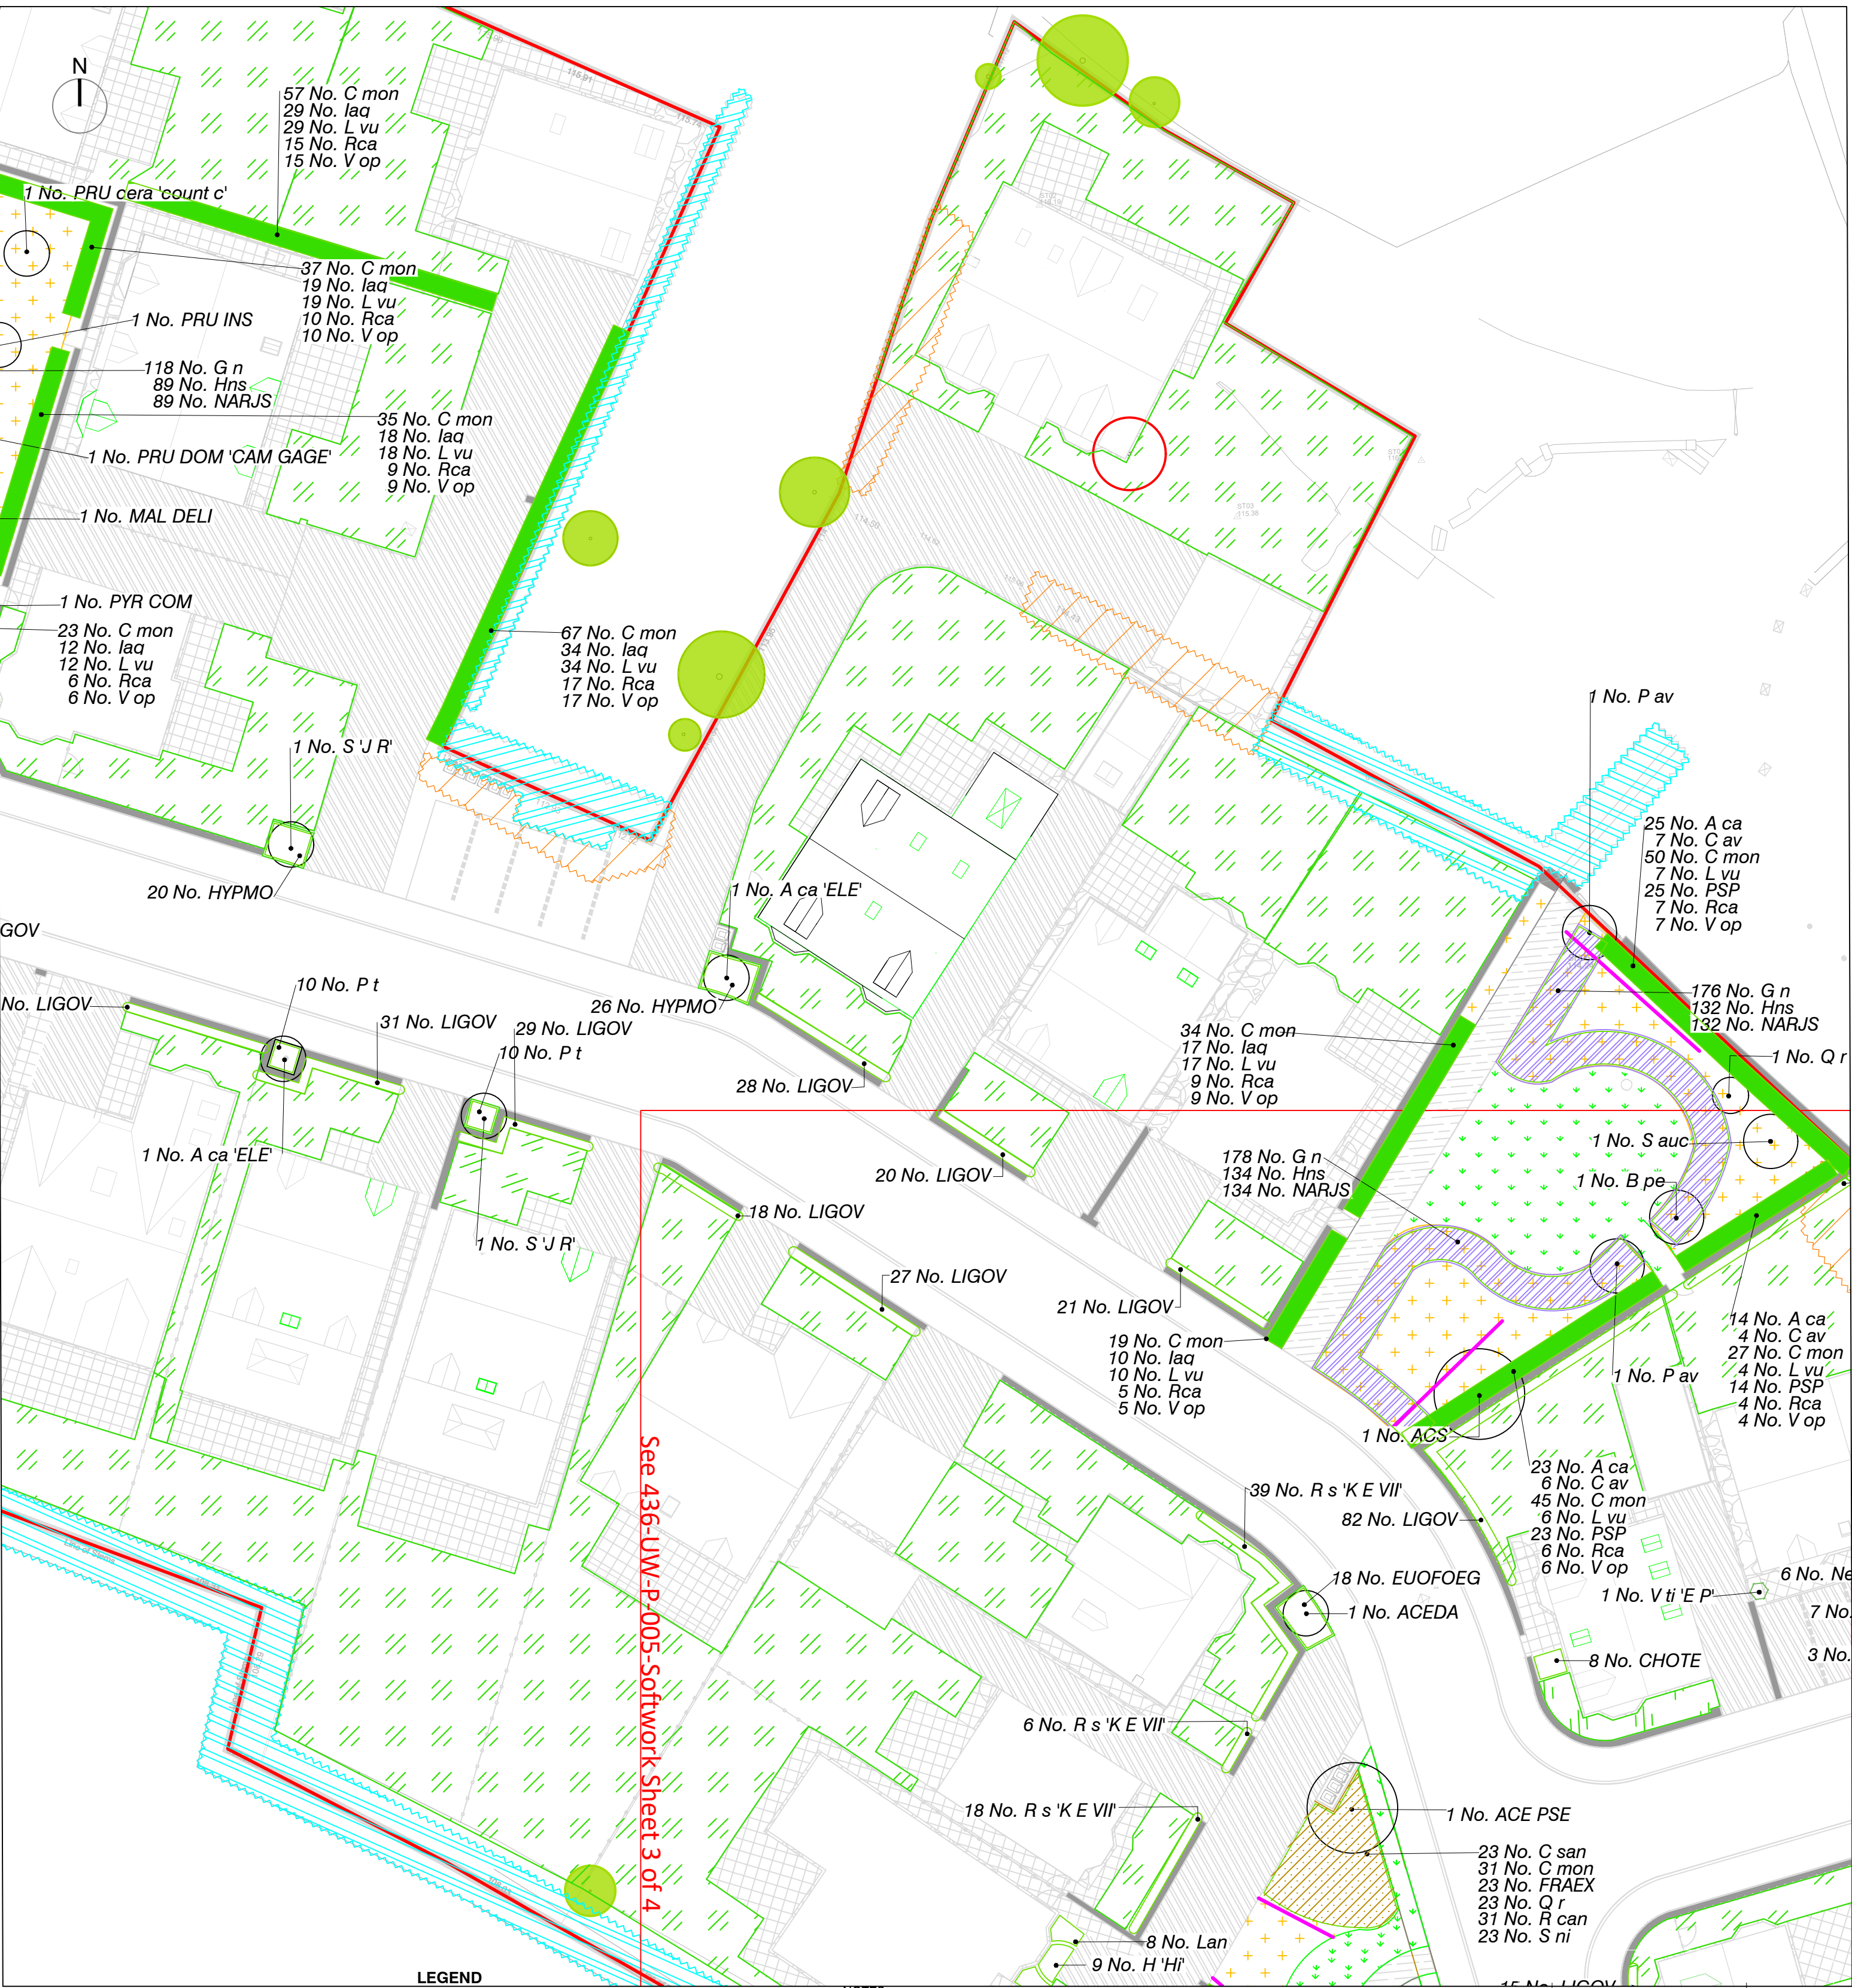 N
57 No. C mon
29 No. Iaq
29 No. L vu
15 No. Rca
15 No. V op
1 No. PRU cera 'count c'
37 No. C mon
19 No. Iaq
19 No. L vu
10 No. Rca
10 No. V op
1 No. PRU INS
118 No. G n
89 No. Hns
89 No. NARJS
35 No. C mon
18 No. Iaq
18 No. L vu
9 No. Rca
9 No. V op
1 No. PRU DOM 'CAM GAGE'
1 No. MAL DELI
1 No. PYR COM
23 No. C mon
12 No. Iaq
12 No. L vu
6 No. Rca
6 No. V op
67 No. C mon
34 No. Iaq
34 No. L vu
17 No. Rca
17 No. V op
1 No. S 'J R'
20 No. HYPMO
1 No. A ca 'ELE'
26 No. HYPMO
GOV
No. LIGOV
10 No. P t
31 No. LIGOV
29 No. LIGOV
10 No. P t
1 No. A ca 'ELE'
1 No. S 'J R'
28 No. LIGOV
20 No. LIGOV
18 No. LIGOV
27 No. LIGOV
21 No. LIGOV
1 No. P av
25 No. A ca
7 No. C av
50 No. C mon
7 No. L vu
25 No. PSP
7 No. Rca
7 No. V op
176 No. G n
132 No. Hns
132 No. NARJS
1 No. Q r
34 No. C mon
17 No. Iaq
17 No. L vu
9 No. Rca
9 No. V op
1 No. S auc
178 No. G n
134 No. Hns
134 No. NARJS
1 No. B pe
19 No. C mon
10 No. Iaq
10 No. L vu
5 No. Rca
5 No. V op
1 No. P av
14 No. A ca
4 No. C av
27 No. C mon
4 No. L vu
14 No. PSP
4 No. Rca
4 No. V op
1 No. ACS
23 No. A ca
6 No. C av
45 No. C mon
6 No. L vu
23 No. PSP
6 No. Rca
6 No. V op
39 No. R s 'K E VII'
82 No. LIGOV
18 No. EUOFOEG
1 No. ACEDA
1 No. V ti 'E P'
6 No. Ne
7 No.
3 No.
8 No. CHOTE
6 No. R s 'K E VII'
18 No. R s 'K E VII'
1 No. ACE PSE
23 No. C san
31 No. C mon
23 No. FRAEX
23 No. Q r
31 No. R can
23 No. S ni
8 No. Lan
9 No. H 'Hi'
See 436-UW-P-005-Softwork Sheet 3 of 4
LEGEND
15 No. LIGOV